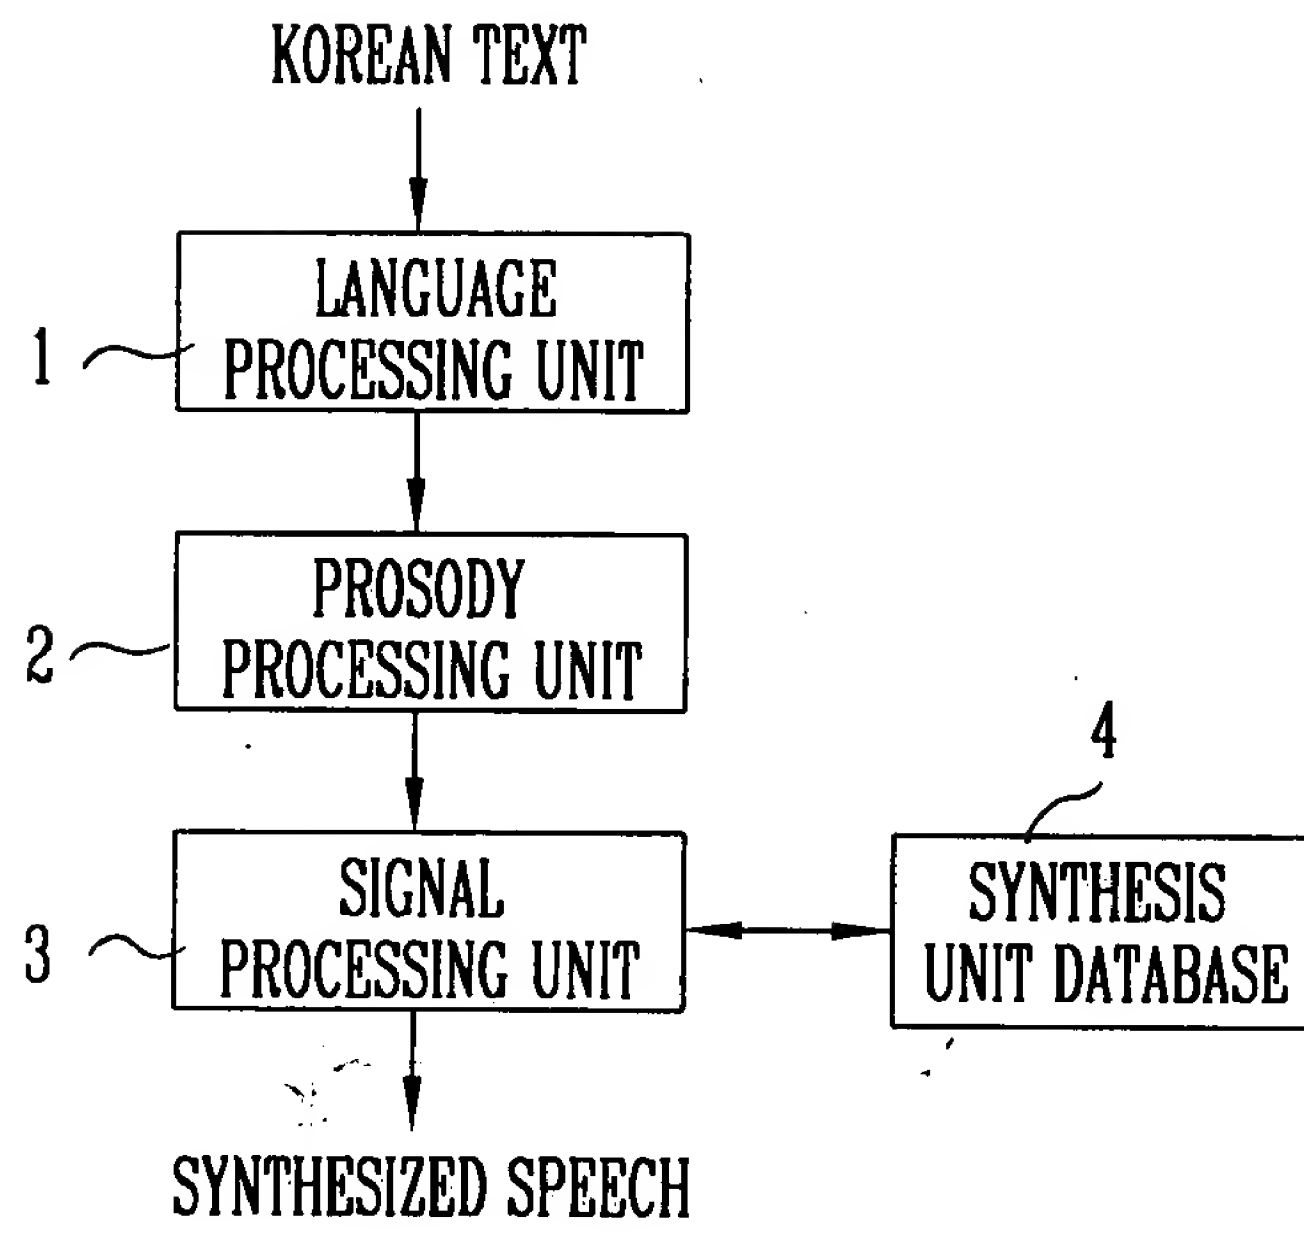 KOREAN TEXT
LANGUAGE
PROCESSING UNIT
1
PROSODY
PROCESSING UNIT
2
SIGNAL
PROCESSING UNIT
3
4
SYNTHESIS
UNIT DATABASE
SYNTHESIZED SPEECH